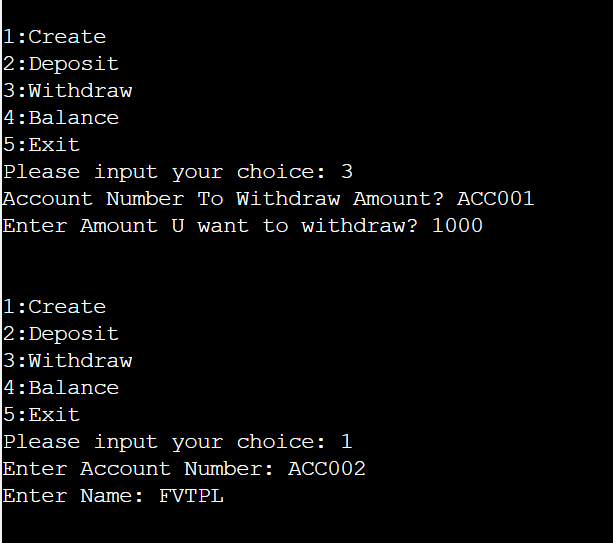 1:Create
2:Deposit
3:Withdraw
4:Balance
5:Exit
Please input your choice: 3
Account Number To Withdraw Amount? ACC001
Enter Amount U want to withdraw? 1000
1:Create
2:Deposit
3:Withdraw
4:Balance
5:Exit
Please input your choice: 1
Enter Account Number: ACC002
Enter Name: FVTPL